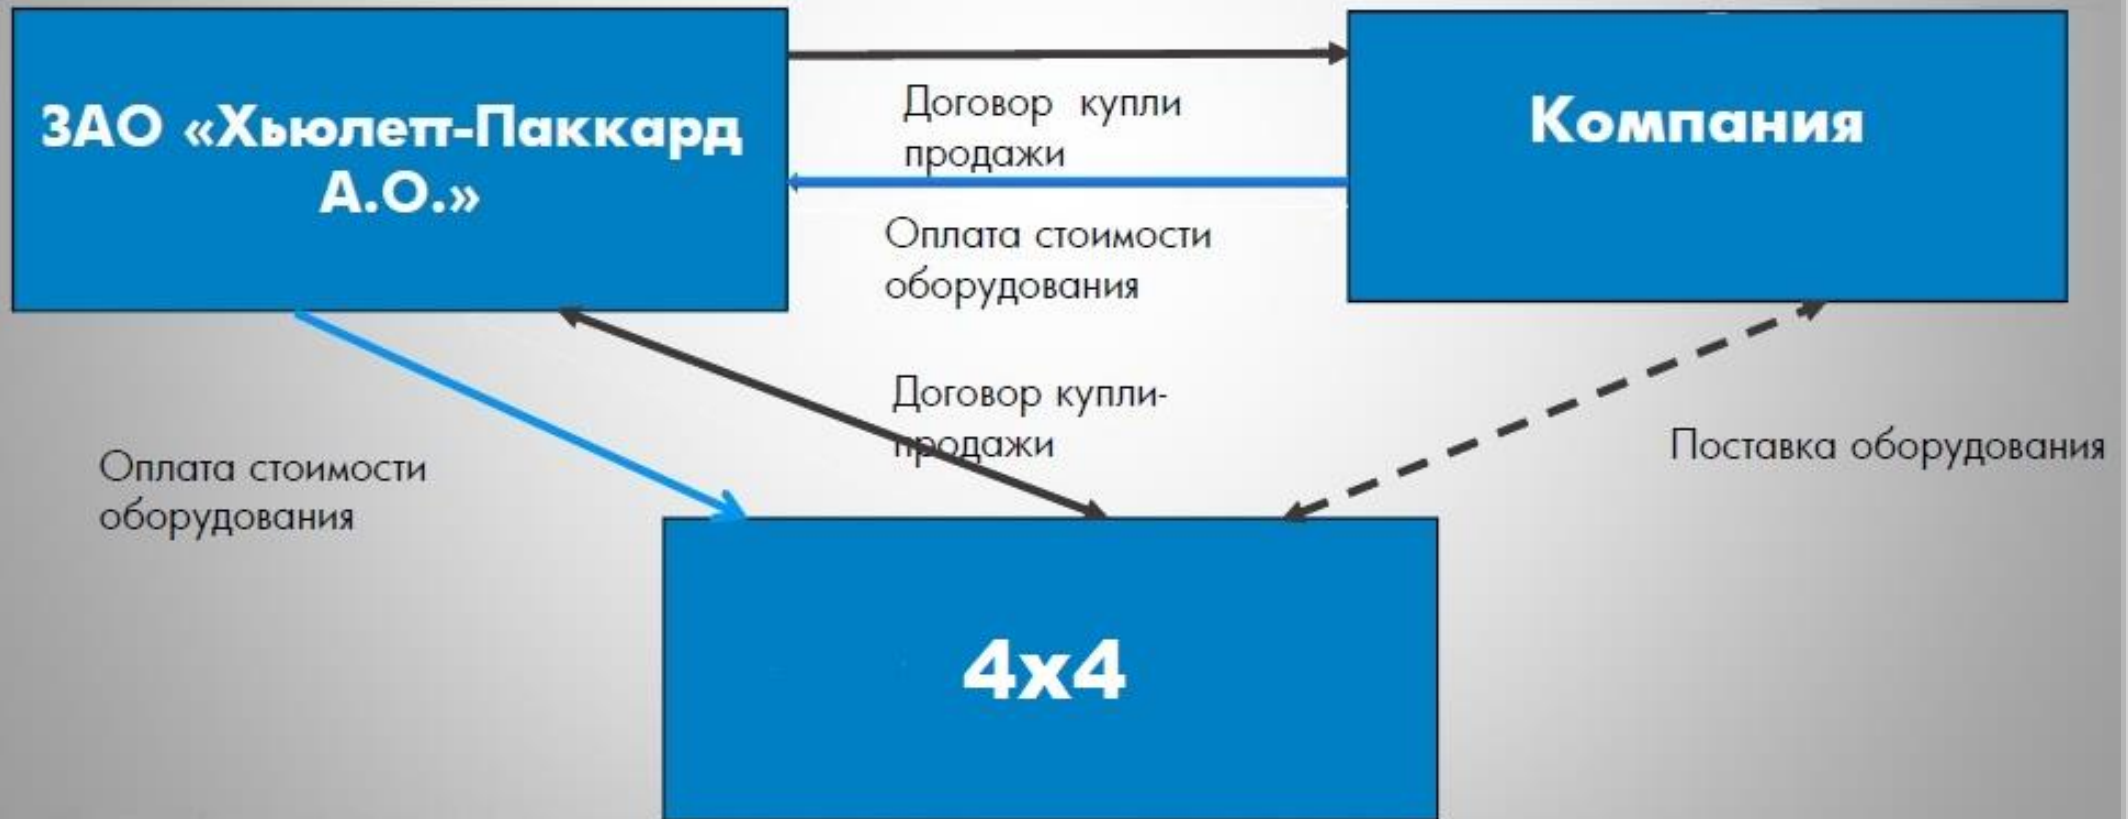 ЗАО «Хьюлетт-Паккард
А.О.»
Договор купли
продажи
Компания
Оплата стоимости
оборудования
Договор купли-
продажи
Оплата стоимости
оборудования
Поставка оборудования
4x4